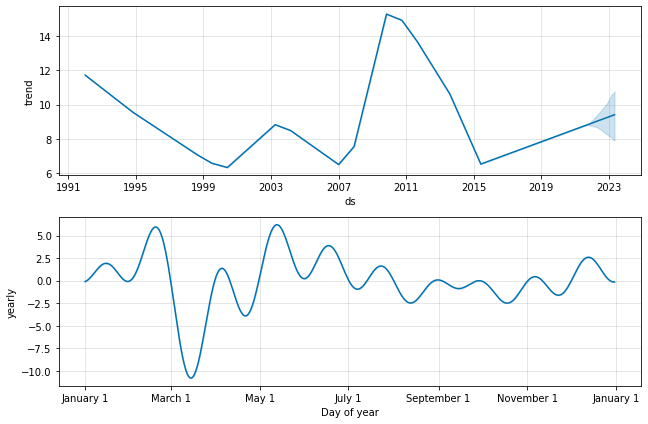 trend
14
12
10
8
6
1991 1995 1999 2003 2007 2011 2015 2019 2023
ds
yearly
5.0
2.5
0.0
−2.5
−5.0
−7.5
−10.0
January 1 March 1 May 1 July 1 September 1 November 1 January 1
Day of year